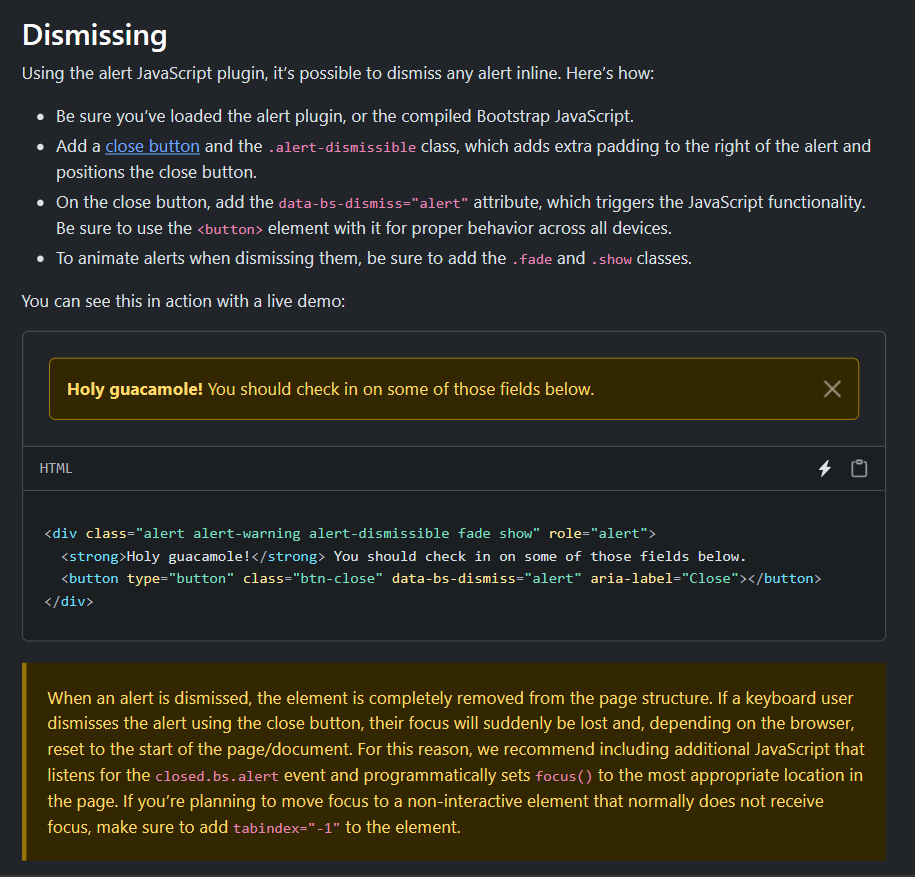 Dismissing
Using the alert JavaScript plugin, it’s possible to dismiss any alert inline. Here’s how:
Be sure you’ve loaded the alert plugin, or the compiled Bootstrap JavaScript.
Add a close button and the .alert-dismissible class, which adds extra padding to the right of the alert and
positions the close button.
On the close button, add the data-bs-dismiss="alert" attribute, which triggers the JavaScript functionality.
Be sure to use the <button> element with it for proper behavior across all devices.
To animate alerts when dismissing them, be sure to add the .fade and .show classes.
You can see this in action with a live demo:
Holy guacamole! You should check in on some of those fields below.
HTML
<div class="alert alert-warning alert-dismissible fade show" role="alert">
  <strong>Holy guacamole!</strong> You should check in on some of those fields below.
  <button type="button" class="btn-close" data-bs-dismiss="alert" aria-label="Close"></button>
</div>
When an alert is dismissed, the element is completely removed from the page structure. If a keyboard user
dismisses the alert using the close button, their focus will suddenly be lost and, depending on the browser,
reset to the start of the page/document. For this reason, we recommend including additional JavaScript that
listens for the closed.bs.alert event and programmatically sets focus() to the most appropriate location in
the page. If you’re planning to move focus to a non-interactive element that normally does not receive
focus, make sure to add tabindex="-1" to the element.